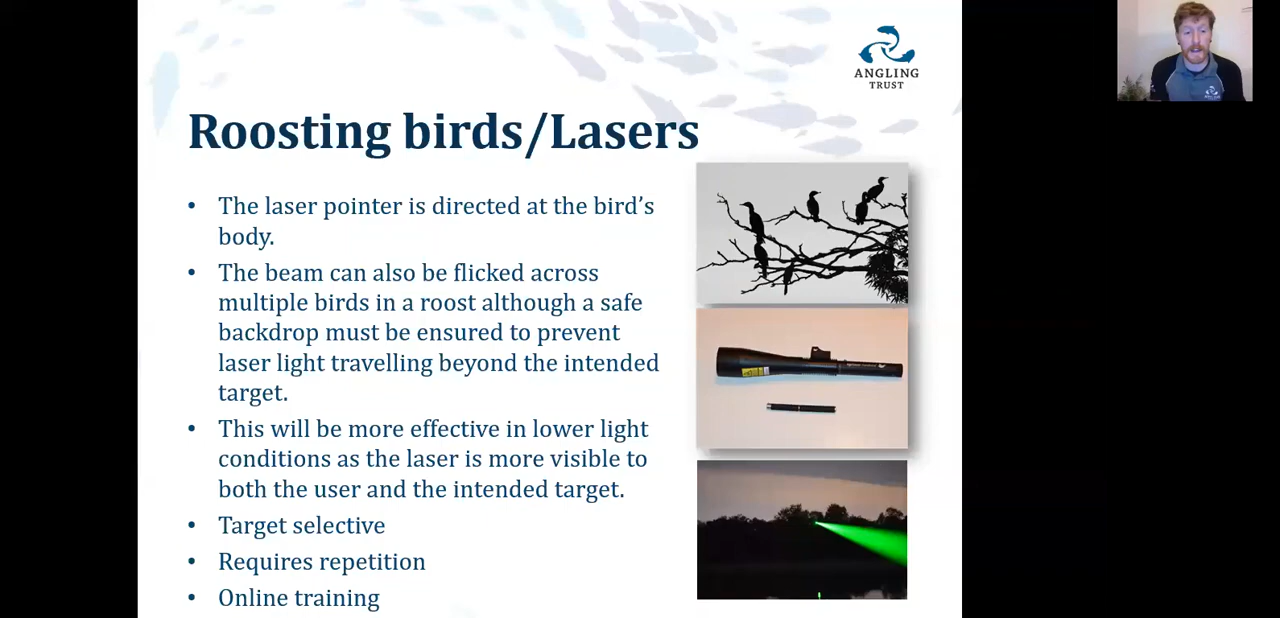 ANGLING
TRUST
Roosting birds/Lasers
• The laser pointer is directed at the bird’s
body.
• The beam can also be flicked across
multiple birds in a roost although a safe
backdrop must be ensured to prevent
laser light travelling beyond the intended
target.
• This will be more effective in lower light
conditions as the laser is more visible to
both the user and the intended target.
• Target selective
• Requires repetition
• Online training